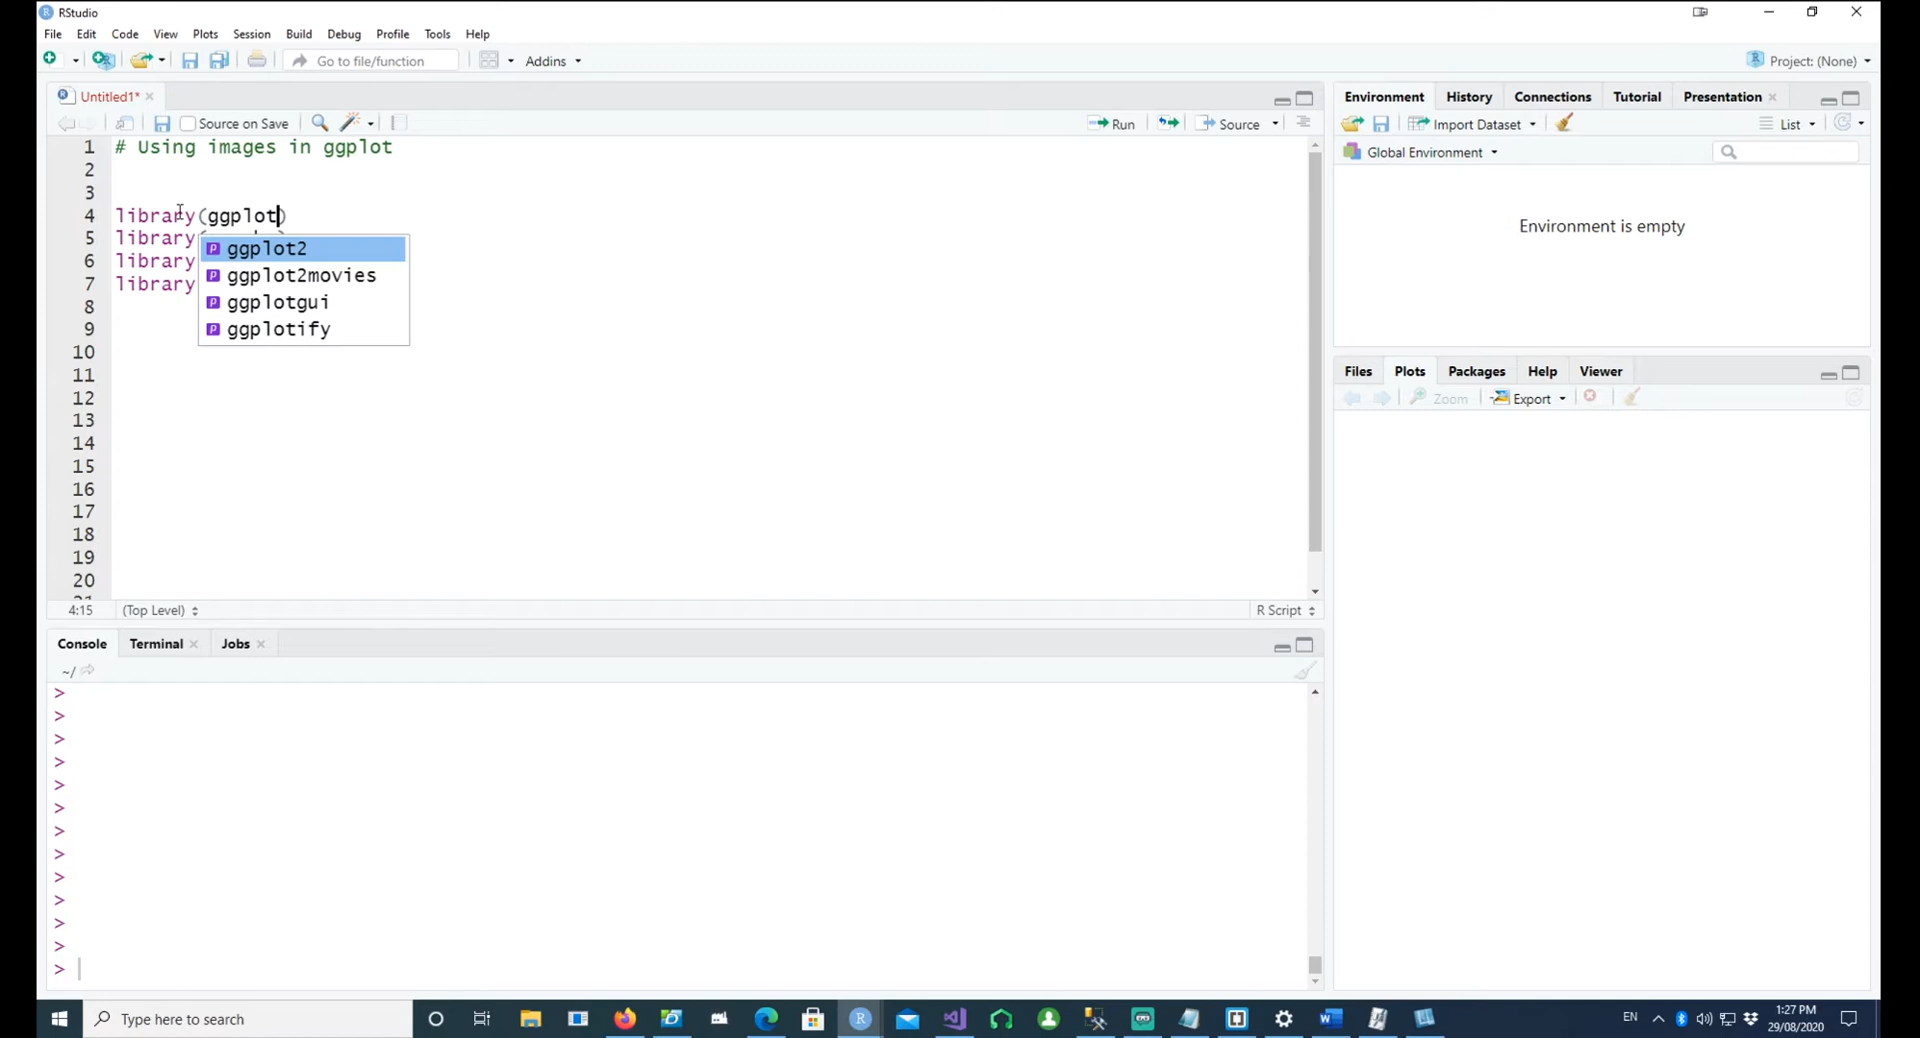 RStudio
File Edit Code View Plots Session Build Debug Profile Tools Help
Go to file/function Addins Project: (None)
Untitled1*
Source on Save Run Source
1 # Using images in ggplot
2
3
4 library(ggplot)
5 library(
6 library
7 library
8
9
10
11
12
13
14
15
16
17
18
19
20
ggplot2
ggplot2movies
ggplotgui
ggplotify
4:15 (Top Level) R Script
Console Terminal Jobs
~/
>
>
>
>
>
>
>
>
>
>
>
>
>
Environment History Connections Tutorial Presentation
Import Dataset List
Global Environment
Environment is empty
Files Plots Packages Help Viewer
Zoom Export
Type here to search
EN
1:27 PM
29/08/2020